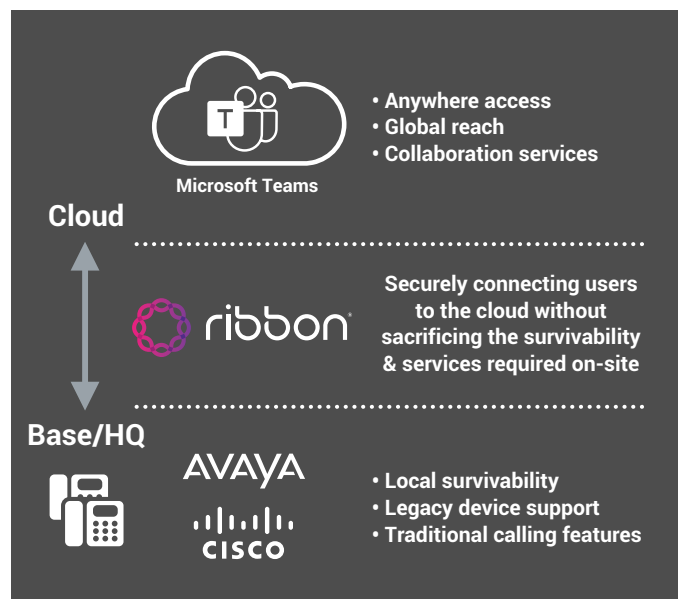 T
Microsoft Teams
• Anywhere access
• Global reach
• Collaboration services
Cloud
ribbon
Securely connecting users
to the cloud without
sacrificing the survivability
& services required on-site
Base/HQ
AVAYA
CISCO
• Local survivability
• Legacy device support
• Traditional calling features